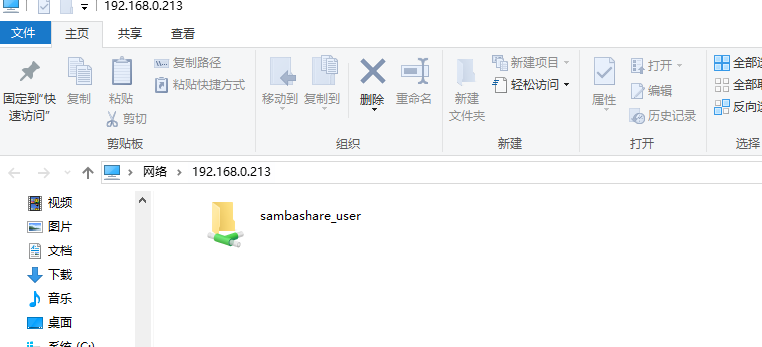 192.168.0.213
文件 主页 共享 查看
固定到"快速访问"
复制
粘贴
复制路径
粘贴快捷方式
剪切
移动到
复制到
删除
重命名
新建
文件夹
新建项目
轻松访问
属性
打开
编辑
历史记录
全部
全部
反向
剪贴板 组织 新建 打开 选择
网络 192.168.0.213
视频
图片
文档
下载
音乐
桌面
系统 (C:)
sambashare_user